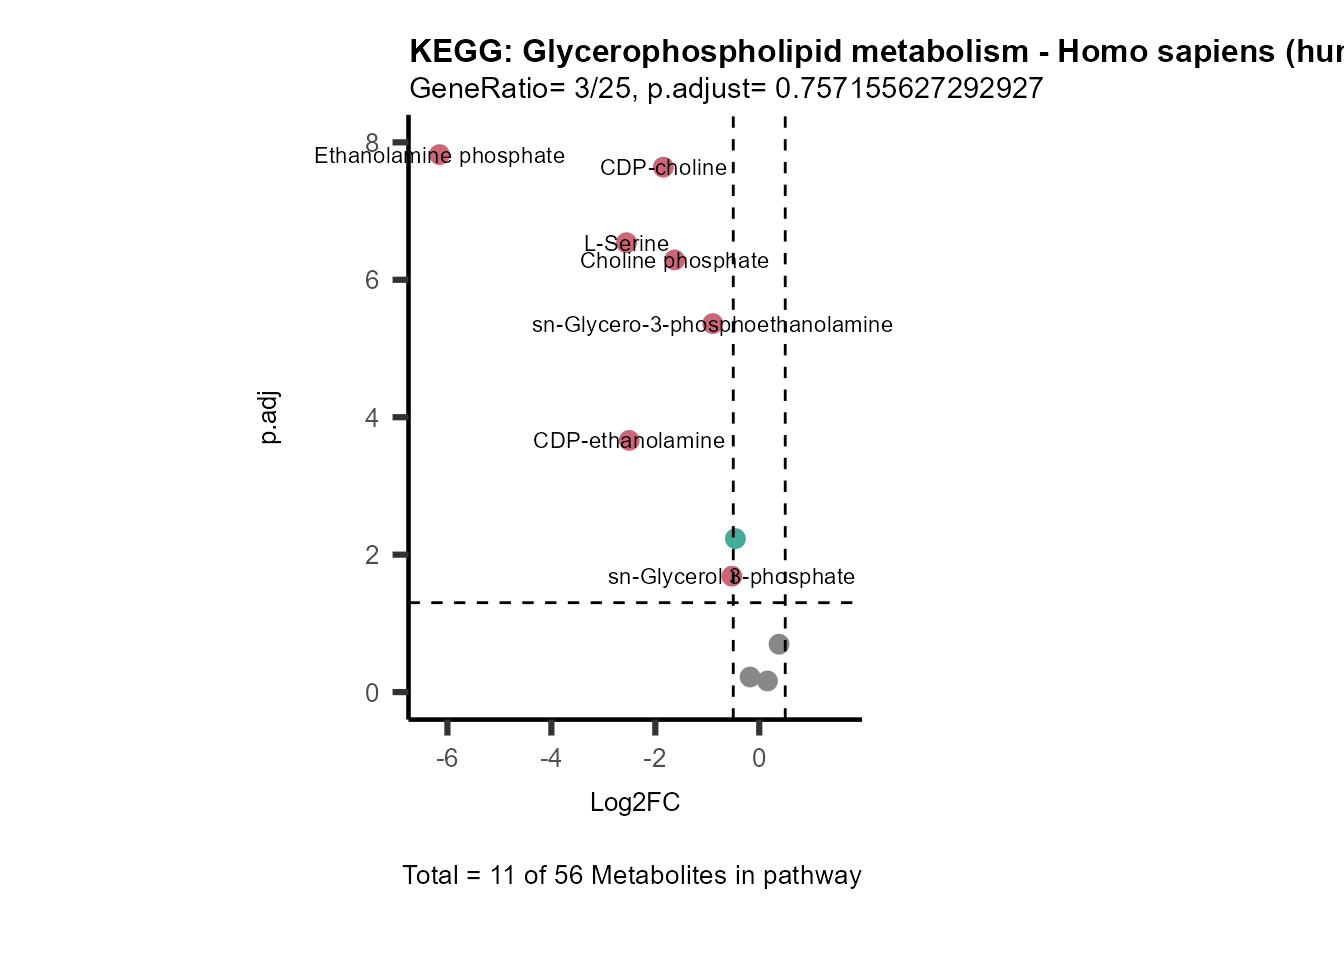 KEGG: Glycerophospholipid metabolism - Homo sapiens (hur
GeneRatio= 3/25, p.adjust= 0.757155627292927
8
Ethanolamine phosphate
CDP-choline
L-Serine
Choline phosphate
6
sn-Glycero-3-phosphoethanolamine
p.adj
4
CDP-ethanolamine
2
sn-Glycerol 3-phosphate
0
-6 -4 -2 0
Log2FC
Total = 11 of 56 Metabolites in pathway